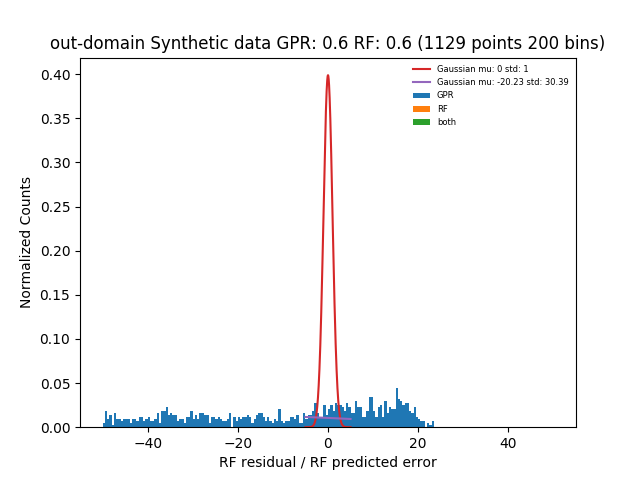 out-domain Synthetic data GPR: 0.6 RF: 0.6 (1129 points 200 bins)
Gaussian mu: 0 std: 1
Gaussian mu: -20.23 std: 30.39
GPR
RF
both
Normalized Counts
0.40
0.35
0.30
0.25
0.20
0.15
0.10
0.05
0.00
−40 −20 0 20 40
RF residual / RF predicted error